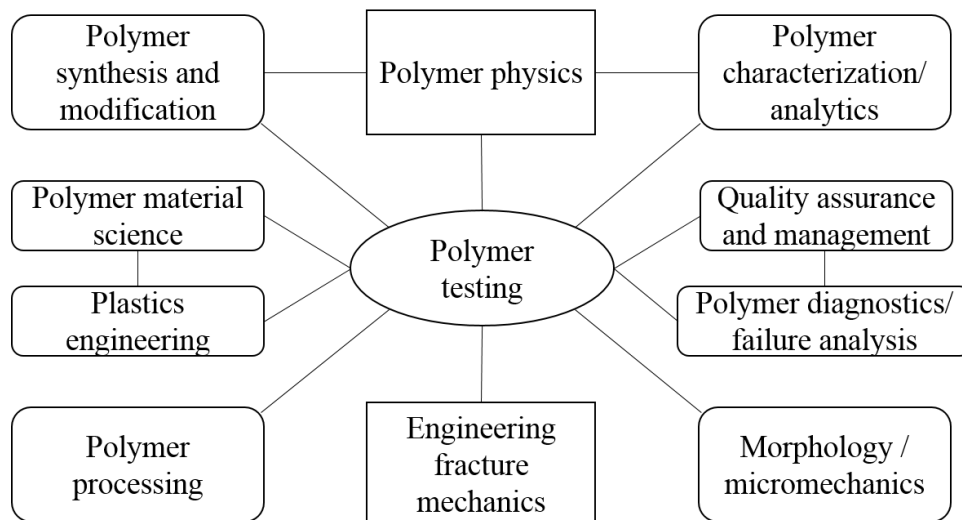 Polymer
synthesis and
modification
Polymer physics
Polymer
characterization/
analytics
Polymer material
science
Quality assurance
and management
Polymer
testing
Plastics
engineering
Polymer diagnostics/
failure analysis
Polymer
processing
Engineering
fracture
mechanics
Morphology /
micromechanics